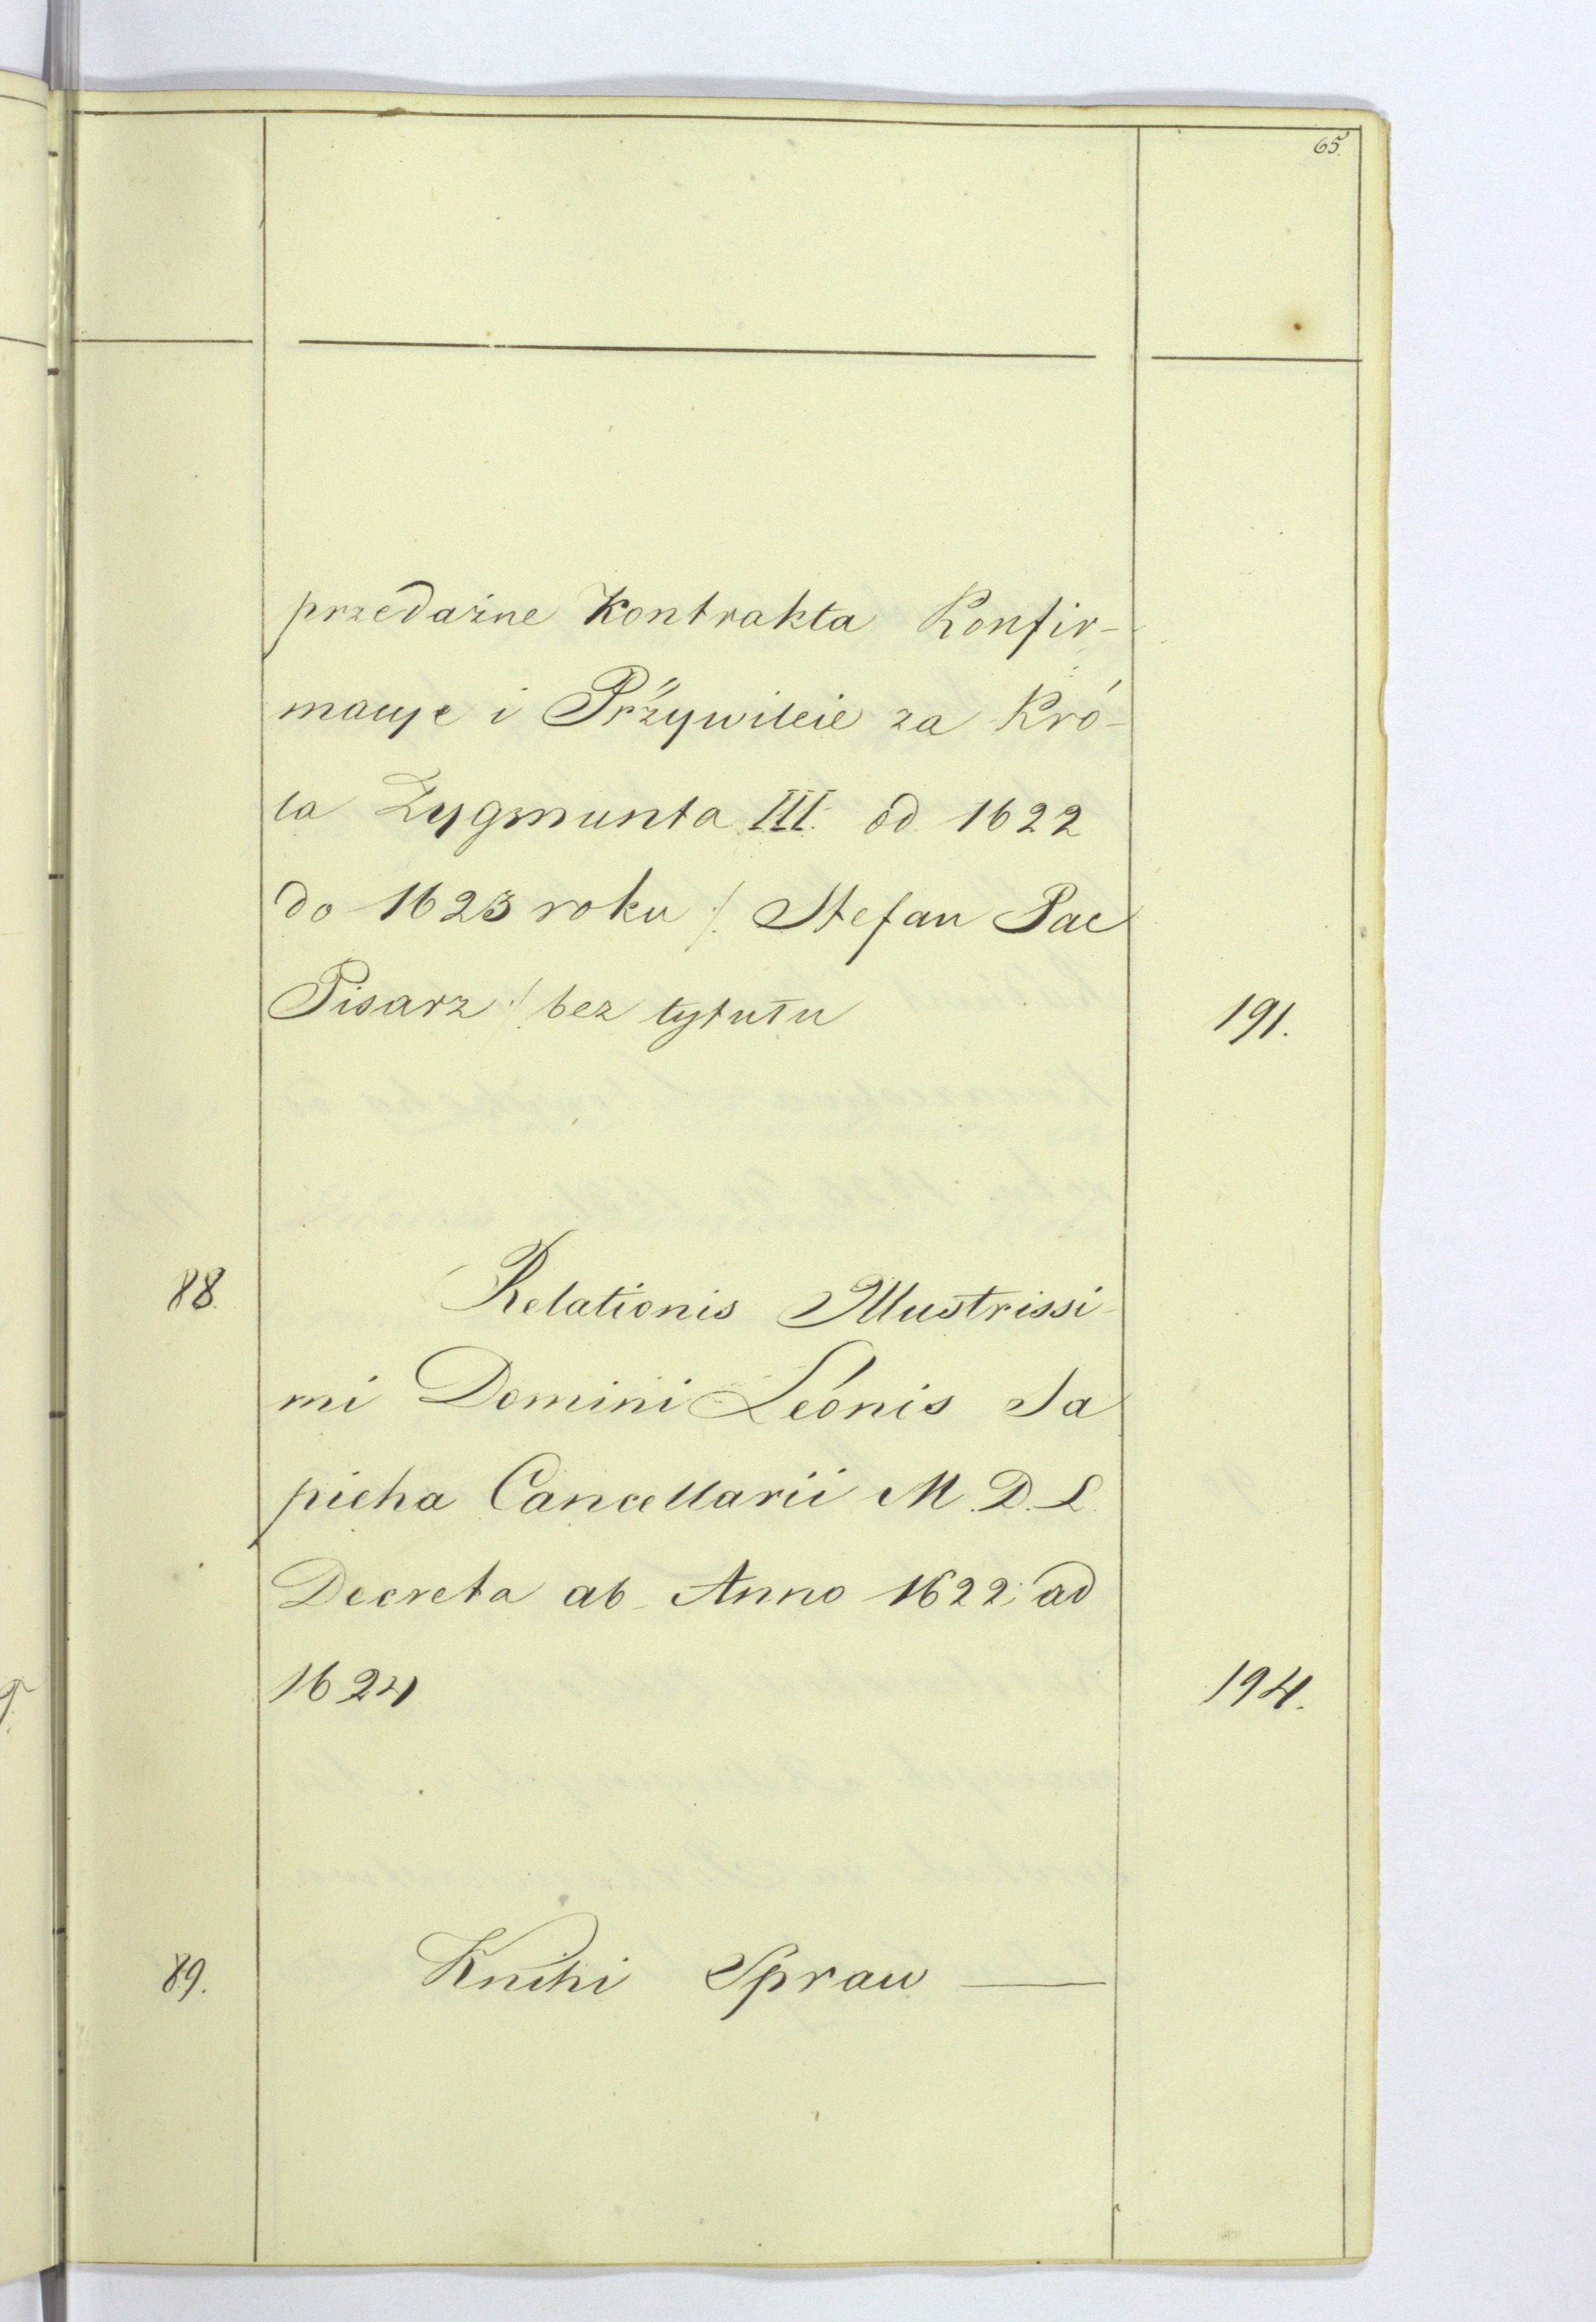 65.
przedażne Kontrakta Konfir-
macye i Przywileie za Kró-
la Zygmunta III. od 1622
do 1623 roku /. Stefan Pac
Pisarz ./ bez tytułu 191.
88. Relationis Illustrissi-
mi Domini Leonis Sa
pieha Cancellarii M. D. L.
Decreta ab Anno 1622 ad
1624 194.
89. Knihi Spraw —